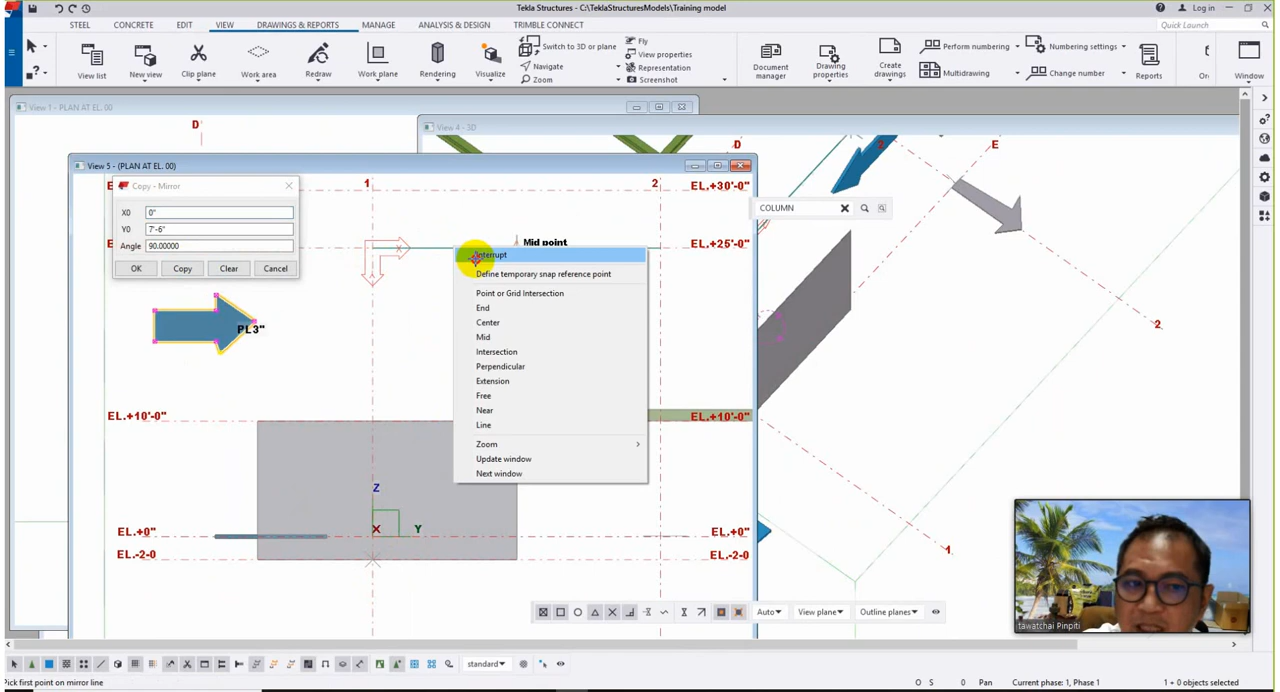 Tekla Structures - C:\TeklaStructuresModels\Training model
Log in
STEEL CONCRETE EDIT VIEW DRAWINGS & REPORTS MANAGE ANALYSIS & DESIGN TRIMBLE CONNECT
Quick Launch
View list
New view
Clip plane
Work area
Redraw
Work plane
Rendering
Visualize
Switch to 3D or plane
Navigate
Zoom
Fly
View properties
Representation
Screenshot
Document manager
Drawing properties
Create drawings
Perform numbering
Multidrawing
Numbering settings
Change number
Reports
Window
View 1 - PLAN AT EL. 00
View 4 - 3D
D
D
2
E
View 5 - (PLAN AT EL. 00)
Copy - Mirror
X0 0"
Y0 7'-6"
Angle 90.00000
OK Copy Clear Cancel
1
2
EL.+30'-0"
COLUMN
Mid point
EL.+25'-0"
Interrupt
Define temporary snap reference point
Point or Grid Intersection
End
Center
Mid
Intersection
Perpendicular
Extension
Free
Near
Line
Zoom
Update window
Next window
PL3"
2
EL.+10'-0"
EL.+10'-0"
Z
X
Y
EL.+0"
EL.+0"
EL.-2-0
EL.-2-0
1
Auto View plane Outline planes
tawatchai Pinpiti
standard
Pick first point on mirror line
O S 0 Pan Current phase: 1, Phase 1 1 + 0 objects selected